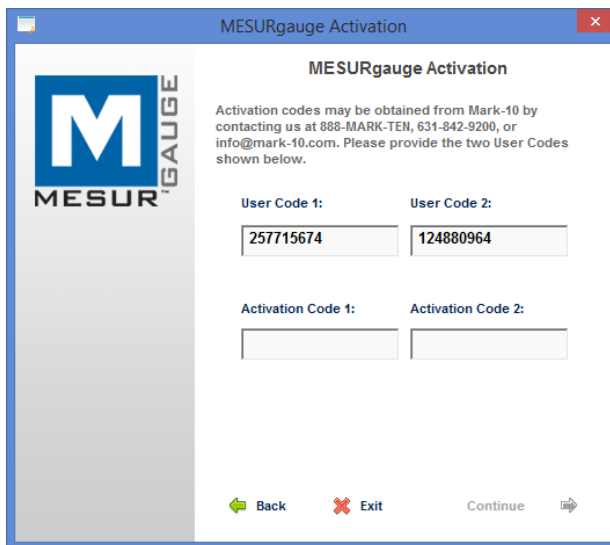 MESURgauge Activation
M
GAUGE
MESUR™
MESURgauge Activation
Activation codes may be obtained from Mark-10 by
contacting us at 888-MARK-TEN, 631-842-9200, or
info@mark-10.com. Please provide the two User Codes
shown below.
User Code 1: User Code 2:
257715674 124880964
Activation Code 1: Activation Code 2:
Back Exit Continue